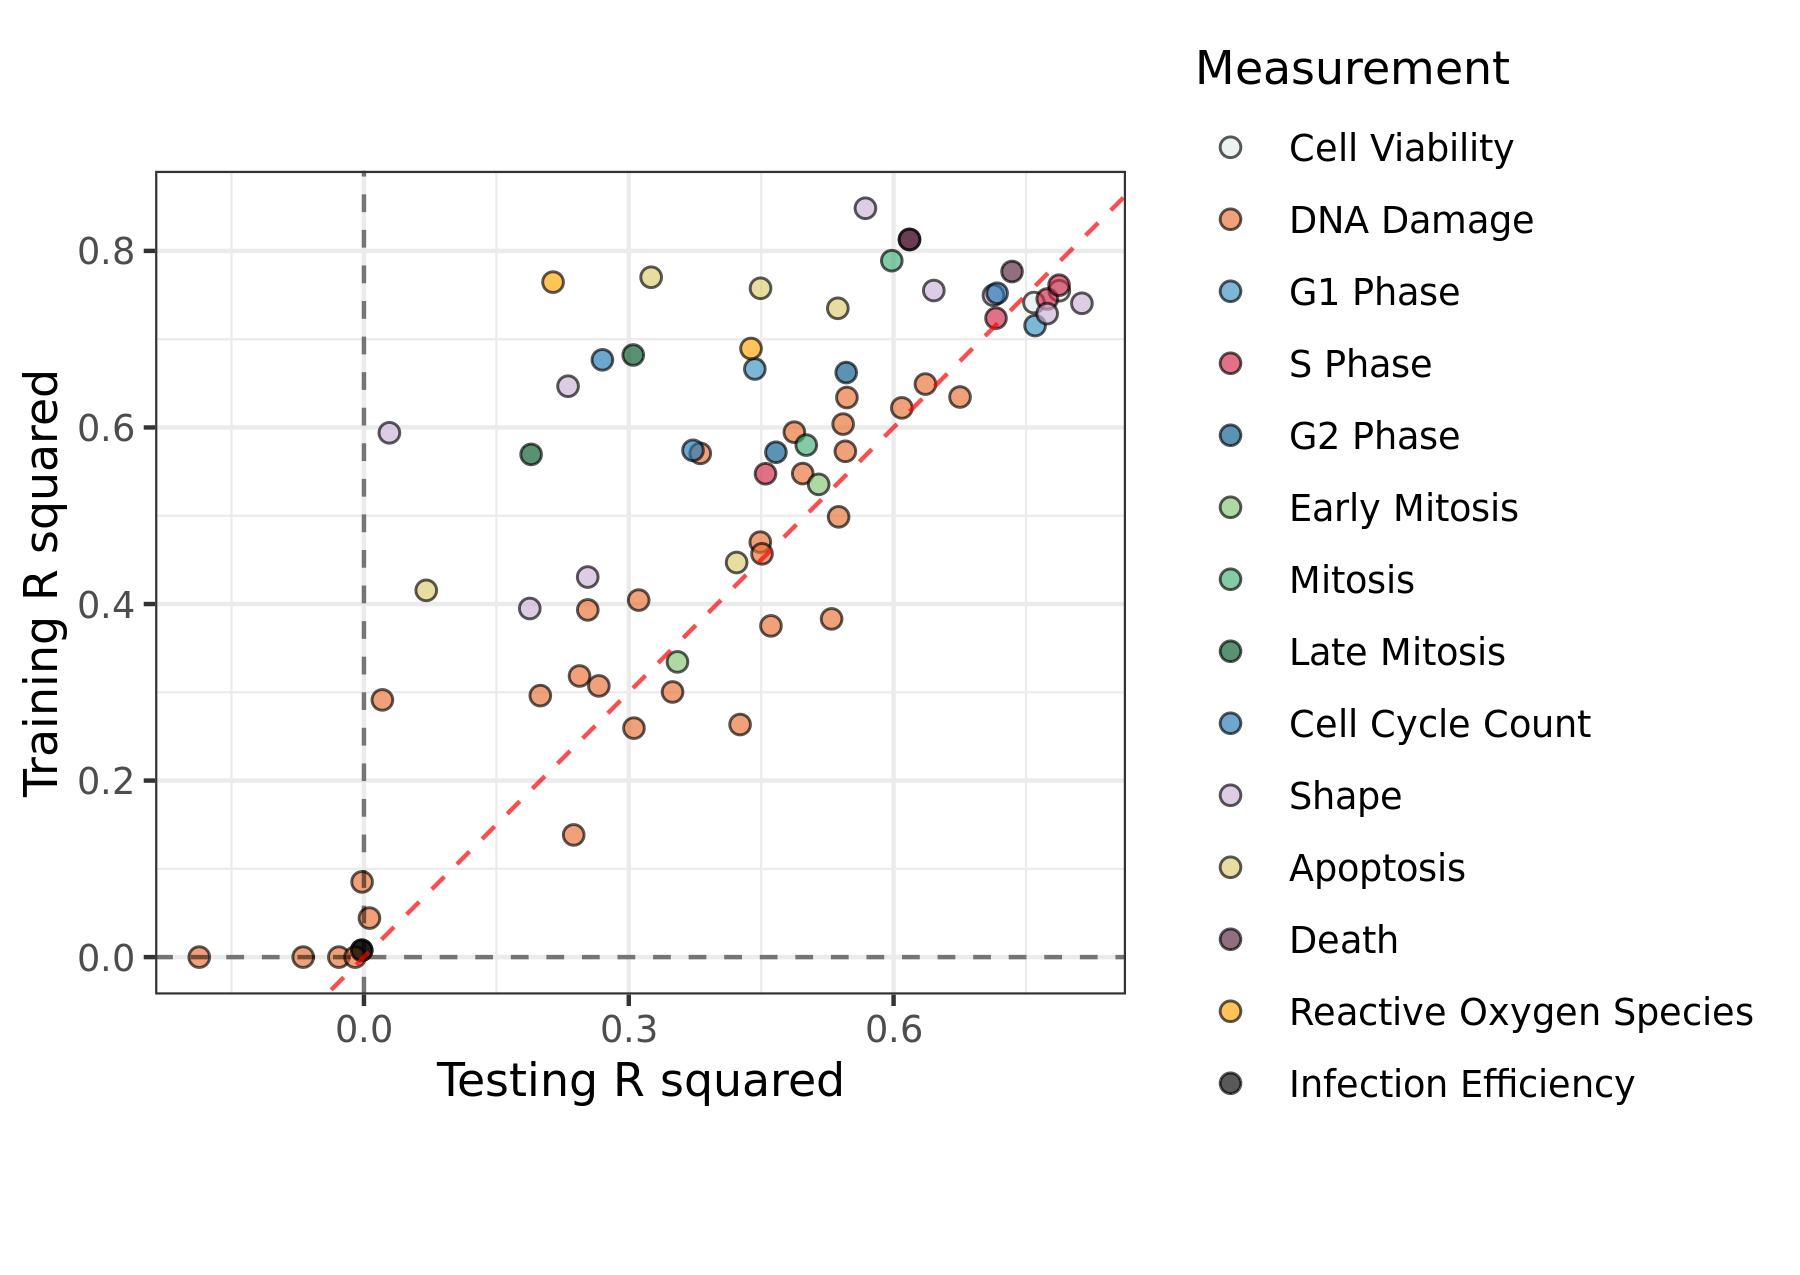 Measurement
Cell Viability
DNA Damage
G1 Phase
S Phase
G2 Phase
Early Mitosis
Mitosis
Late Mitosis
Cell Cycle Count
Shape
Apoptosis
Death
Reactive Oxygen Species
Infection Efficiency
Training R squared
0.8
0.6
0.4
0.2
0.0
0.0 0.3 0.6
Testing R squared